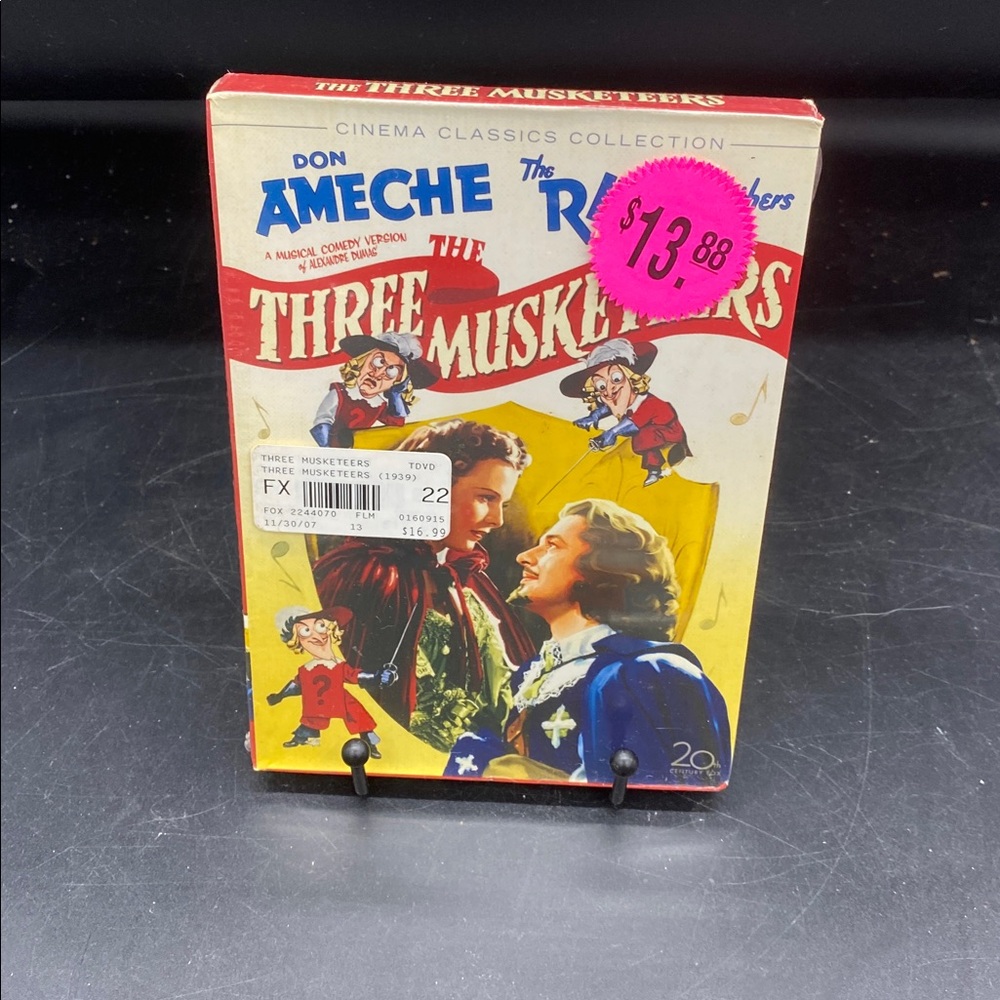 THE THREE MUSKETEERS
CINEMA CLASSICS COLLECTION
DON
AMECHE
The
hers
$13.88
A MUSICAL COMEDY VERSION
of ALEXANDRE DUMAS'
THE
THREE
MUSKETEERS
?
THREE MUSKETEERS TDVD
THREE MUSKETEERS (1939)
FX 22
FOX 2244070 FLM 0160915
11/30/07 13 $16.99
?
20th
CENTURY FOX